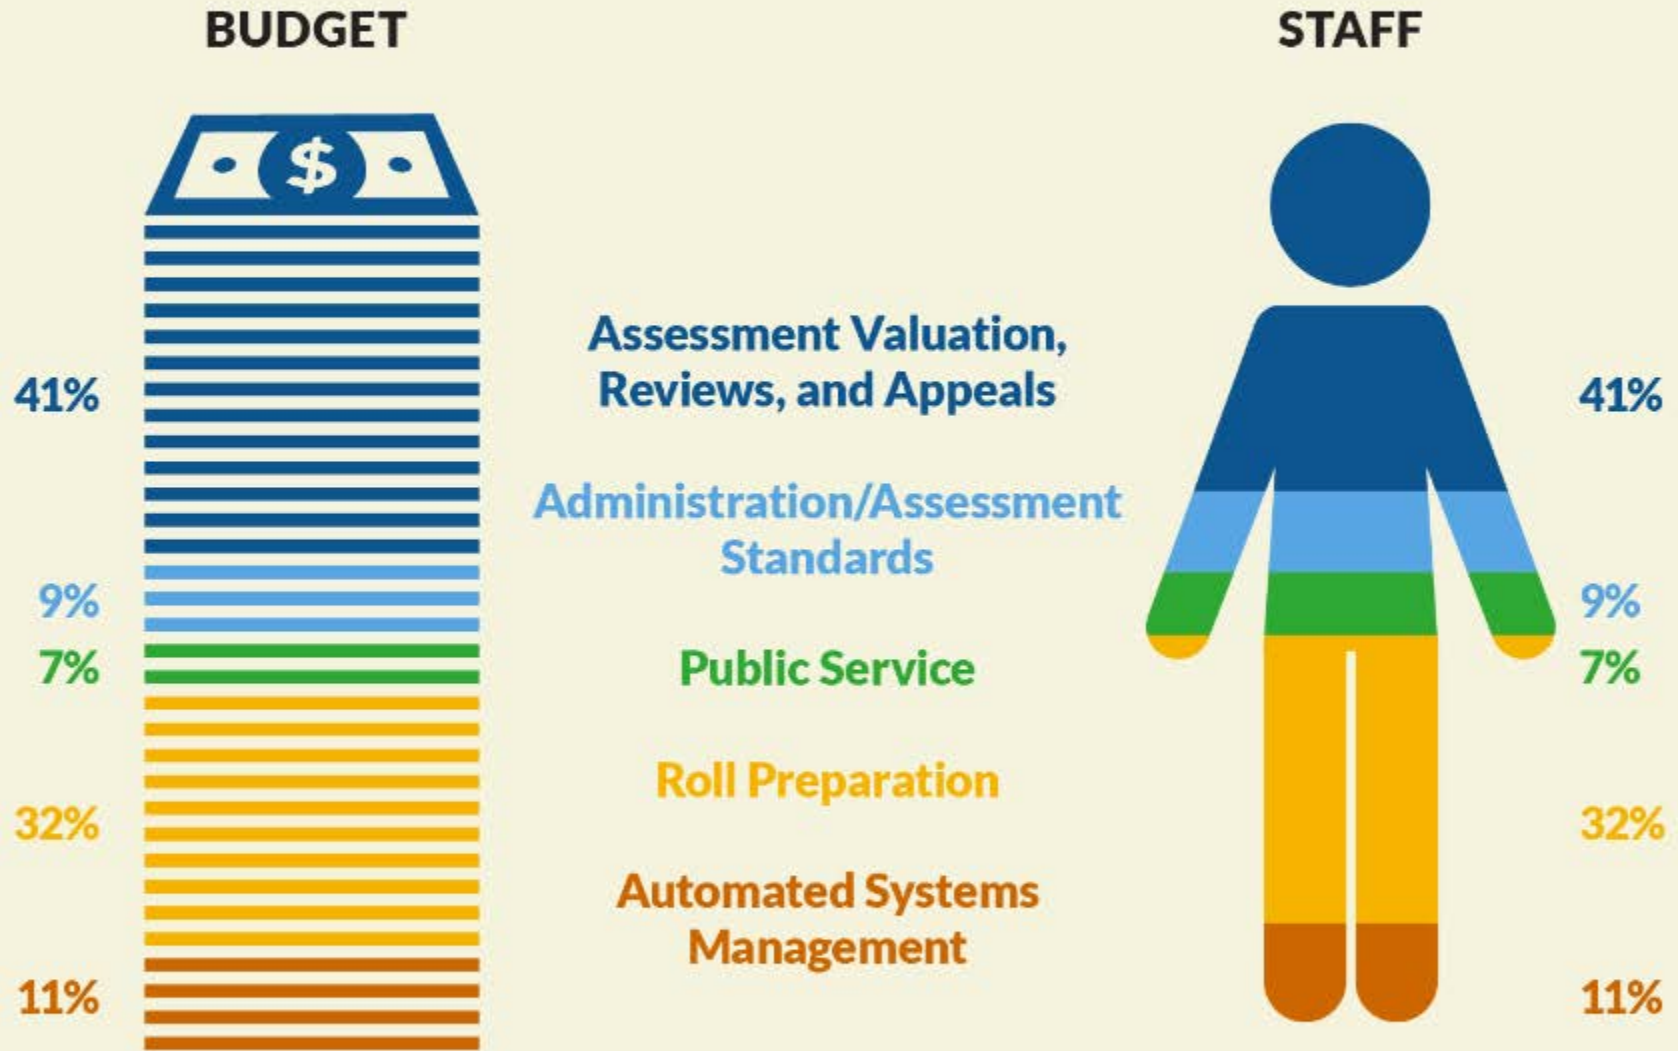 BUDGET
STAFF
$
Assessment Valuation,
Reviews, and Appeals
41%
41%
Administration/Assessment
Standards
9%
9%
Public Service
7%
7%
Roll Preparation
32%
32%
Automated Systems
Management
11%
11%